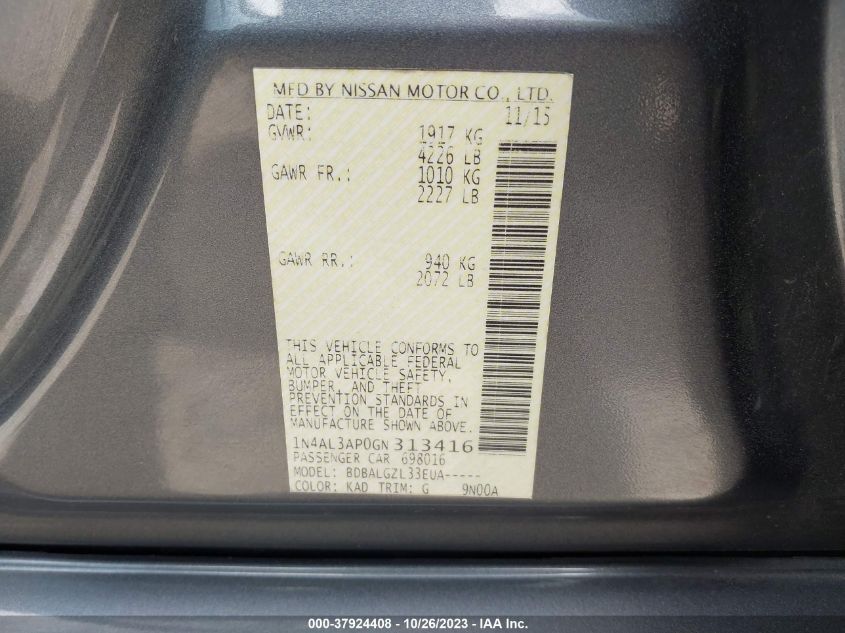 MFD BY NISSAN MOTOR CO., LTD.
DATE: 11/15
GVWR: 1917 KG
4226 LB
GAWR FR.: 1010 KG
2227 LB
GAWR RR.: 940 KG
2072 LB
THIS VEHICLE CONFORMS TO
ALL APPLICABLE FEDERAL
MOTOR VEHICLE SAFETY,
BUMPER, AND THEFT
PREVENTION STANDARDS IN
EFFECT ON THE DATE OF
MANUFACTURE SHOWN ABOVE.
1N4AL3AP0GN313416
PASSENGER CAR 698016
MODEL: BDBALGZL33EUA-----
COLOR: KAD TRIM: G 9N00A
000-37924408 - 10/26/2023 - IAA Inc.